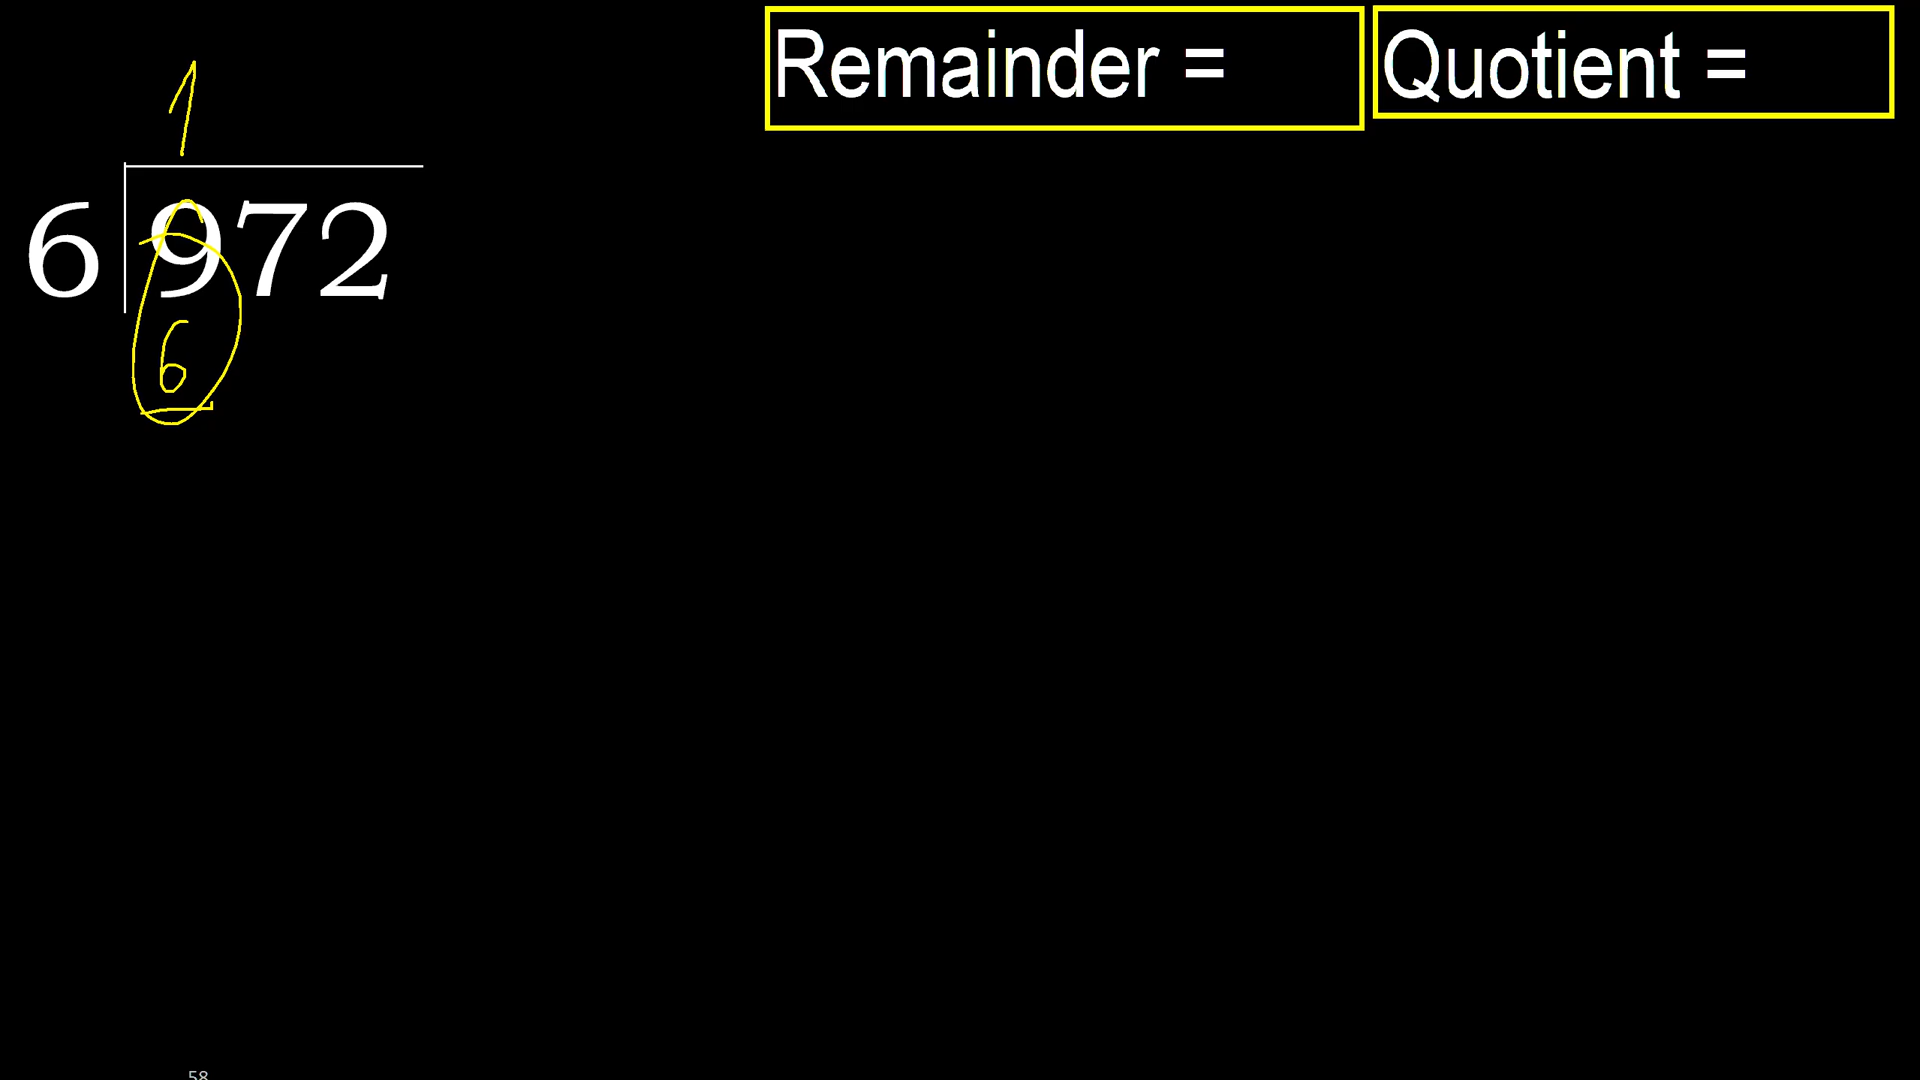 Remainder = Quotient =
1
6 972
6
58